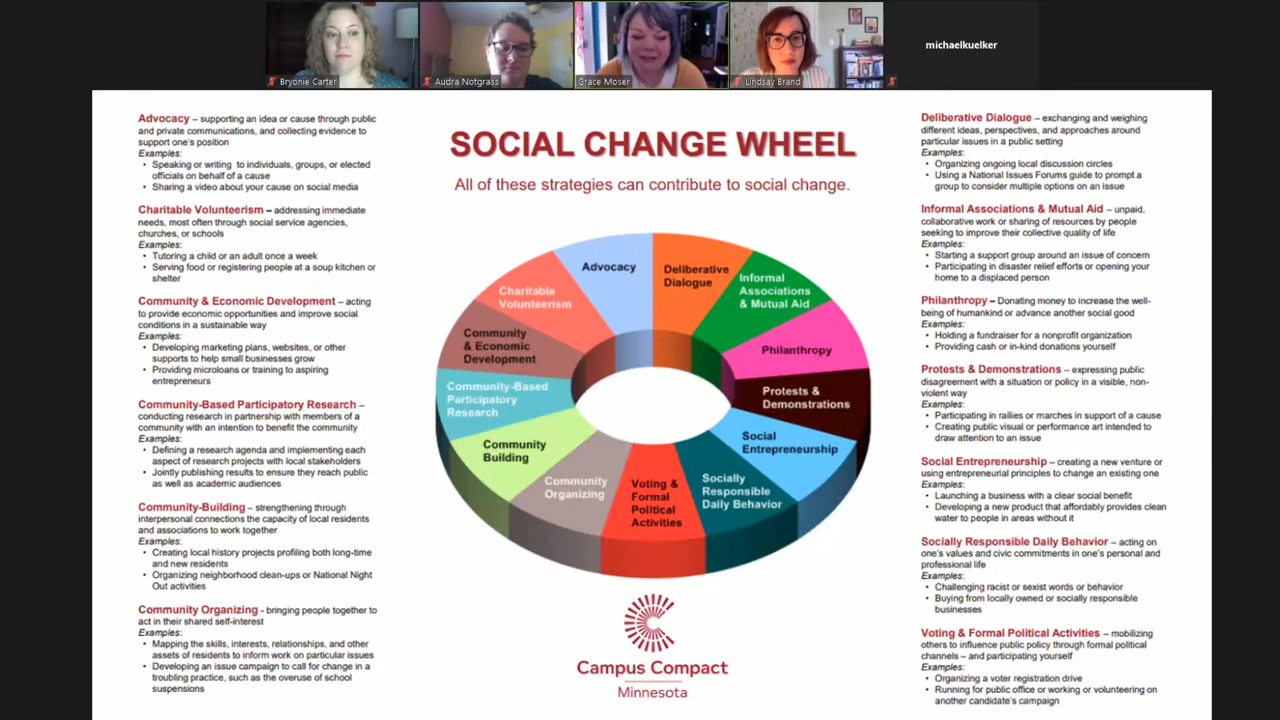 Bryonie Carter
Audra Notgrass
Grace Moser
Lindsay Brand
michaelkuelker
Advocacy – supporting an idea or cause through public
and private communications, and collecting evidence to
support one's position
Examples:
• Speaking or writing to individuals, groups, or elected
officials on behalf of a cause
• Sharing a video about your cause on social media
Charitable Volunteerism – addressing immediate
needs, most often through social service agencies,
churches, or schools
Examples:
• Tutoring a child or an adult once a week
• Serving food or registering people at a soup kitchen or
shelter
Community & Economic Development – acting
to provide economic opportunities and improve social
conditions in a sustainable way
Examples:
• Developing marketing plans, websites, or other
supports to help small businesses grow
• Providing microloans or training to aspiring
entrepreneurs
Community-Based Participatory Research –
conducting research in partnership with members of a
community with an intention to benefit the community
Examples:
• Defining a research agenda and implementing each
aspect of research projects with local stakeholders
• Jointly publishing results to ensure they reach public
as well as academic audiences
Community-Building – strengthening through
interpersonal connections the capacity of local residents
and associations to work together
Examples:
• Creating local history projects profiling both long-time
and new residents
• Organizing neighborhood clean-ups or National Night
Out activities
Community Organizing - bringing people together to
act in their shared self-interest
Examples:
• Mapping the skills, interests, relationships, and other
assets of residents to inform work on particular issues
• Developing an issue campaign to call for change in a
troubling practice, such as the overuse of school
suspensions
SOCIAL CHANGE WHEEL
All of these strategies can contribute to social change.
Advocacy
Deliberative
Dialogue
Informal
Associations
& Mutual Aid
Philanthropy
Protests &
Demonstrations
Social
Entrepreneurship
Socially
Responsible
Daily Behavior
Voting &
Formal
Political
Activities
Community
Organizing
Community
Building
Community-Based
Participatory
Research
Community
& Economic
Development
Charitable
Volunteerism
Campus Compact
Minnesota
Deliberative Dialogue – exchanging and weighing
different ideas, perspectives, and approaches around
particular issues in a public setting
Examples:
• Organizing ongoing local discussion circles
• Using a National Issues Forums guide to prompt a
group to consider multiple options on an issue
Informal Associations & Mutual Aid – unpaid,
collaborative work or sharing of resources by people
seeking to improve their collective quality of life
Examples:
• Starting a support group around an issue of concern
• Participating in disaster relief efforts or opening your
home to a displaced person
Philanthropy – Donating money to increase the well-
being of humankind or advance another social good
Examples:
• Holding a fundraiser for a nonprofit organization
• Providing cash or in-kind donations yourself
Protests & Demonstrations – expressing public
disagreement with a situation or policy in a visible, non-
violent way
Examples:
• Participating in rallies or marches in support of a cause
• Creating public visual or performance art intended to
draw attention to an issue
Social Entrepreneurship – creating a new venture or
using entrepreneurial principles to change an existing one
Examples:
• Launching a business with a clear social benefit
• Developing a new product that affordably provides clean
water to people in areas without it
Socially Responsible Daily Behavior – acting on
one's values and civic commitments in one's personal and
professional life
Examples:
• Challenging racist or sexist words or behavior
• Buying from locally owned or socially responsible
businesses
Voting & Formal Political Activities – mobilizing
others to influence public policy through formal political
channels – and participating yourself
Examples:
• Organizing a voter registration drive
• Running for public office or working or volunteering on
another candidate's campaign